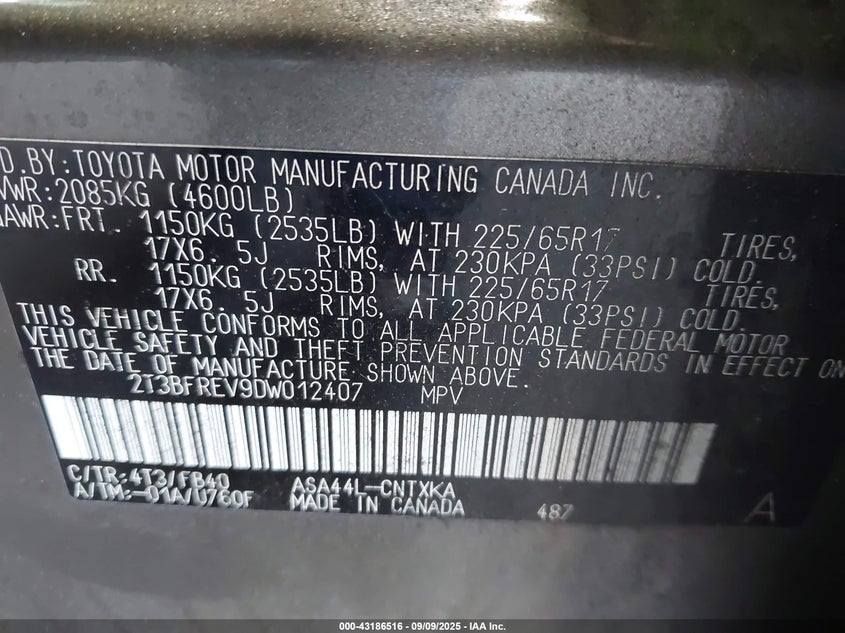 D.BY:TOYOTA MOTOR MANUFACTURING CANADA INC.
VWR:2085KG (4600LB)
AWR:FRT. 1150KG (2535LB) WITH 225/65R17 TIRES,
17X6. 5J RIMS, AT 230KPA (33PSI) COLD.
RR. 1150KG (2535LB) WITH 225/65R17 TIRES,
17X6. 5J RIMS, AT 230KPA (33PSI) COLD.
THIS VEHICLE CONFORMS TO ALL APPLICABLE FEDERAL MOTOR
VEHICLE SAFETY AND THEFT PREVENTION STANDARDS IN EFFECT ON
THE DATE OF MANUFACTURE SHOWN ABOVE.
2T3BFREV9DW012407 MPV
C/TR:4T3/FB40 ASA44L-CNTXKA
A/TM:-01A/U760F MADE IN CANADA 487 A
000-43186516 - 09/09/2025 - IAA Inc.